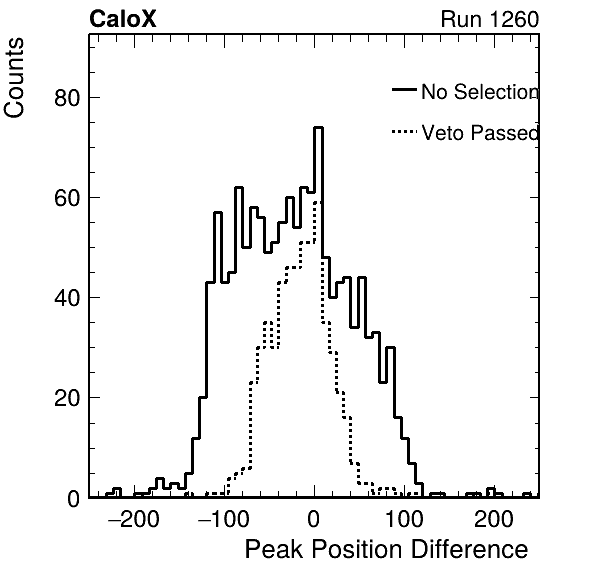 CaloX Run 1260
Counts
80
60
40
20
0
No Selection
Veto Passed
−200 −100 0 100 200
Peak Position Difference